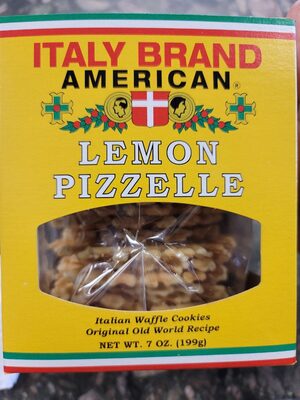 ITALY BRAND
AMERICAN®
LEMON
PIZZELLE
Italian Waffle Cookies
Original Old World Recipe
NET WT. 7 OZ. (199g)